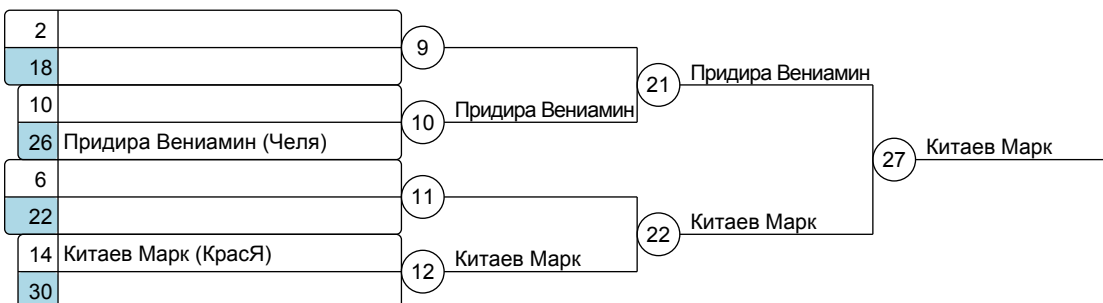 2
18
9
10
26 Придира Вениамин (Челя)
10 Придира Вениамин
21 Придира Вениамин
6
22
11
14 Китаев Марк (КрасЯ)
30
12 Китаев Марк
22 Китаев Марк
27 Китаев Марк